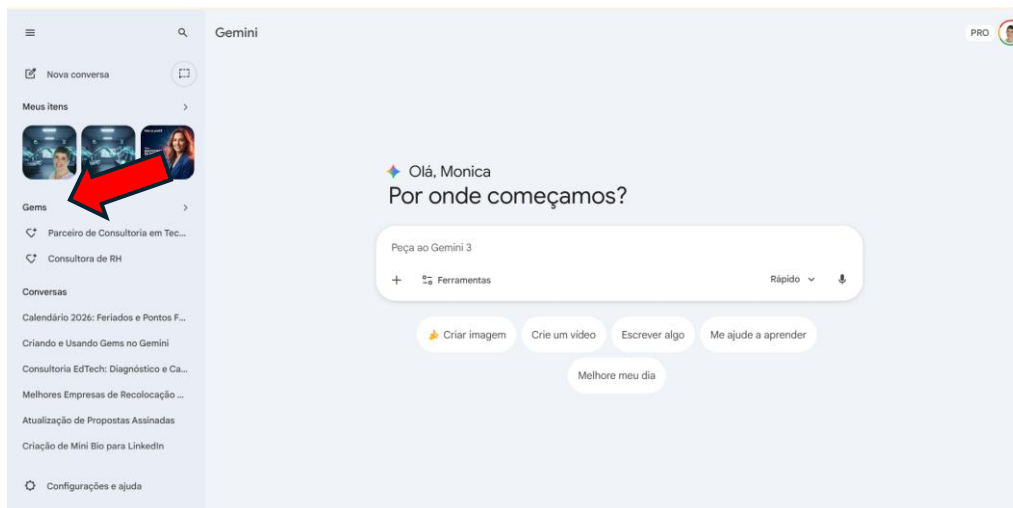 Gemini
PRO
Nova conversa
Meus itens
Gems
Parceiro de Consultoria em Tec...
Consultora de RH
Conversas
Calendário 2026: Feriados e Pontos F...
Criando e Usando Gems no Gemini
Consultoria EdTech: Diagnóstico e Ca...
Melhores Empresas de Recolocação ...
Atualização de Propostas Assinadas
Criação de Mini Bio para LinkedIn
Configurações e ajuda
Olá, Monica
Por onde começamos?
Peça ao Gemini 3
Ferramentas
Rápido
Criar imagem
Crie um vídeo
Escrever algo
Me ajude a aprender
Melhore meu dia